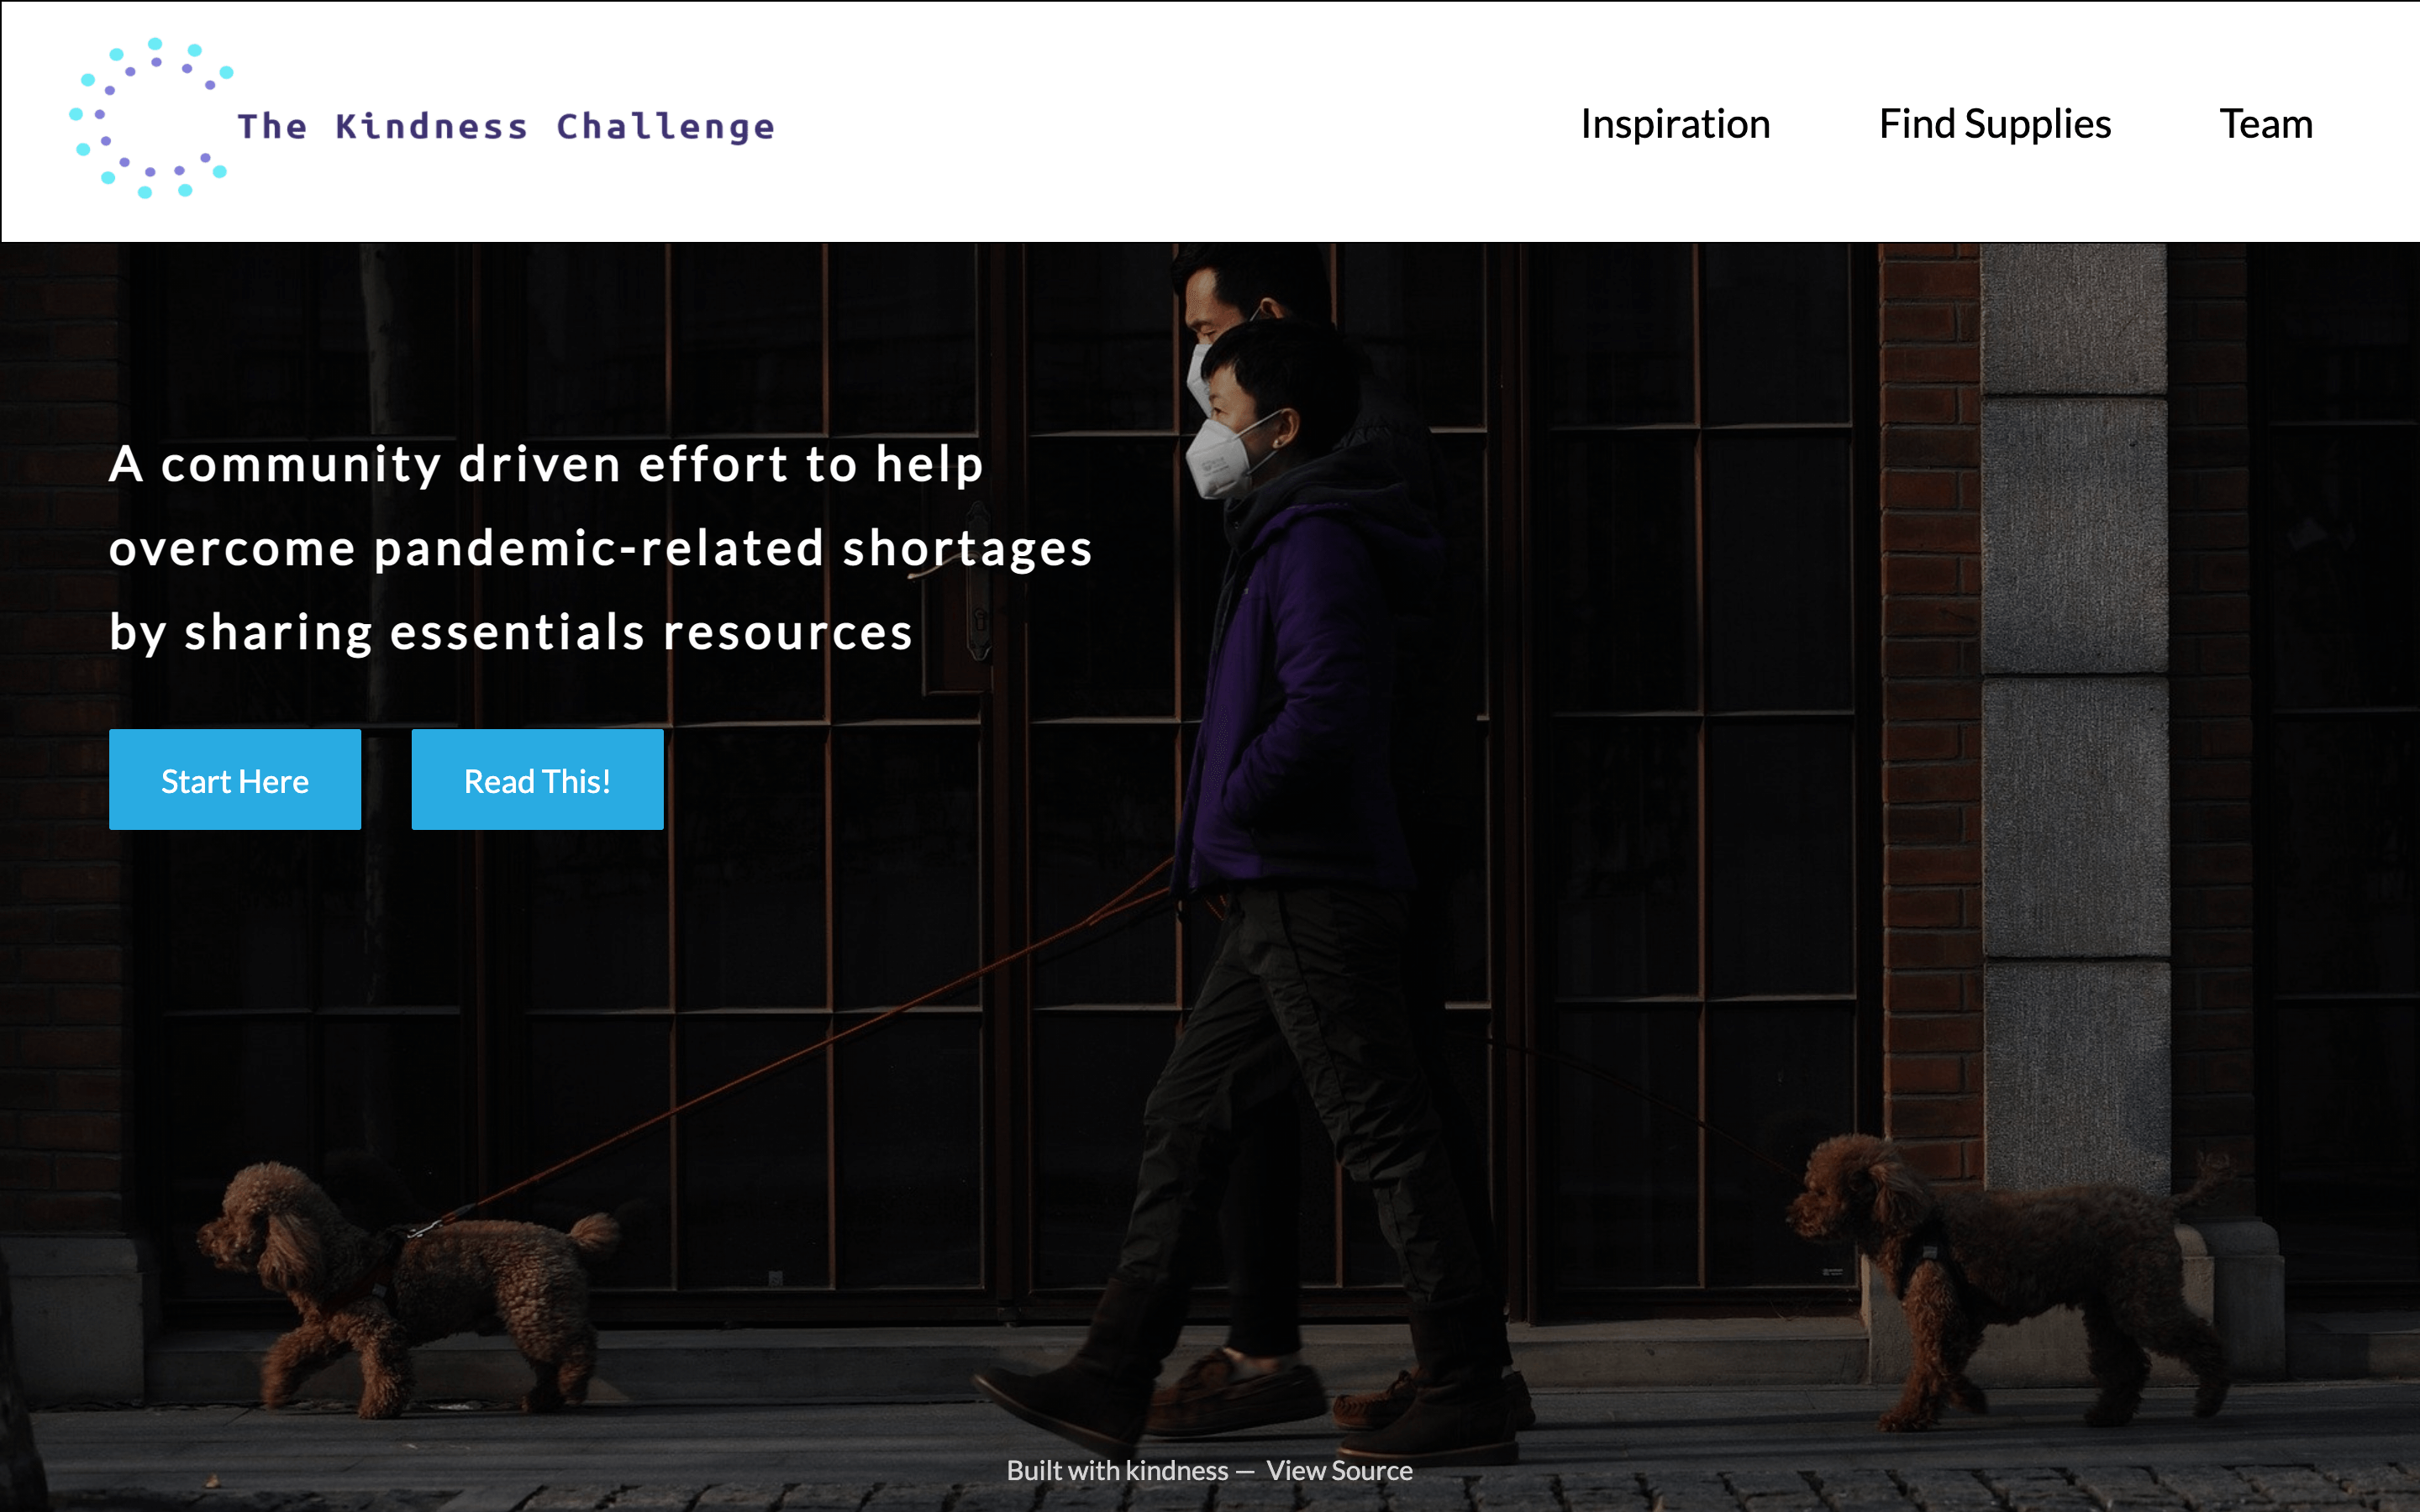 The Kindness Challenge
Inspiration
Find Supplies
Team
A community driven effort to help
overcome pandemic-related shortages
by sharing essentials resources
Start Here
Read This!
Built with kindness — View Source